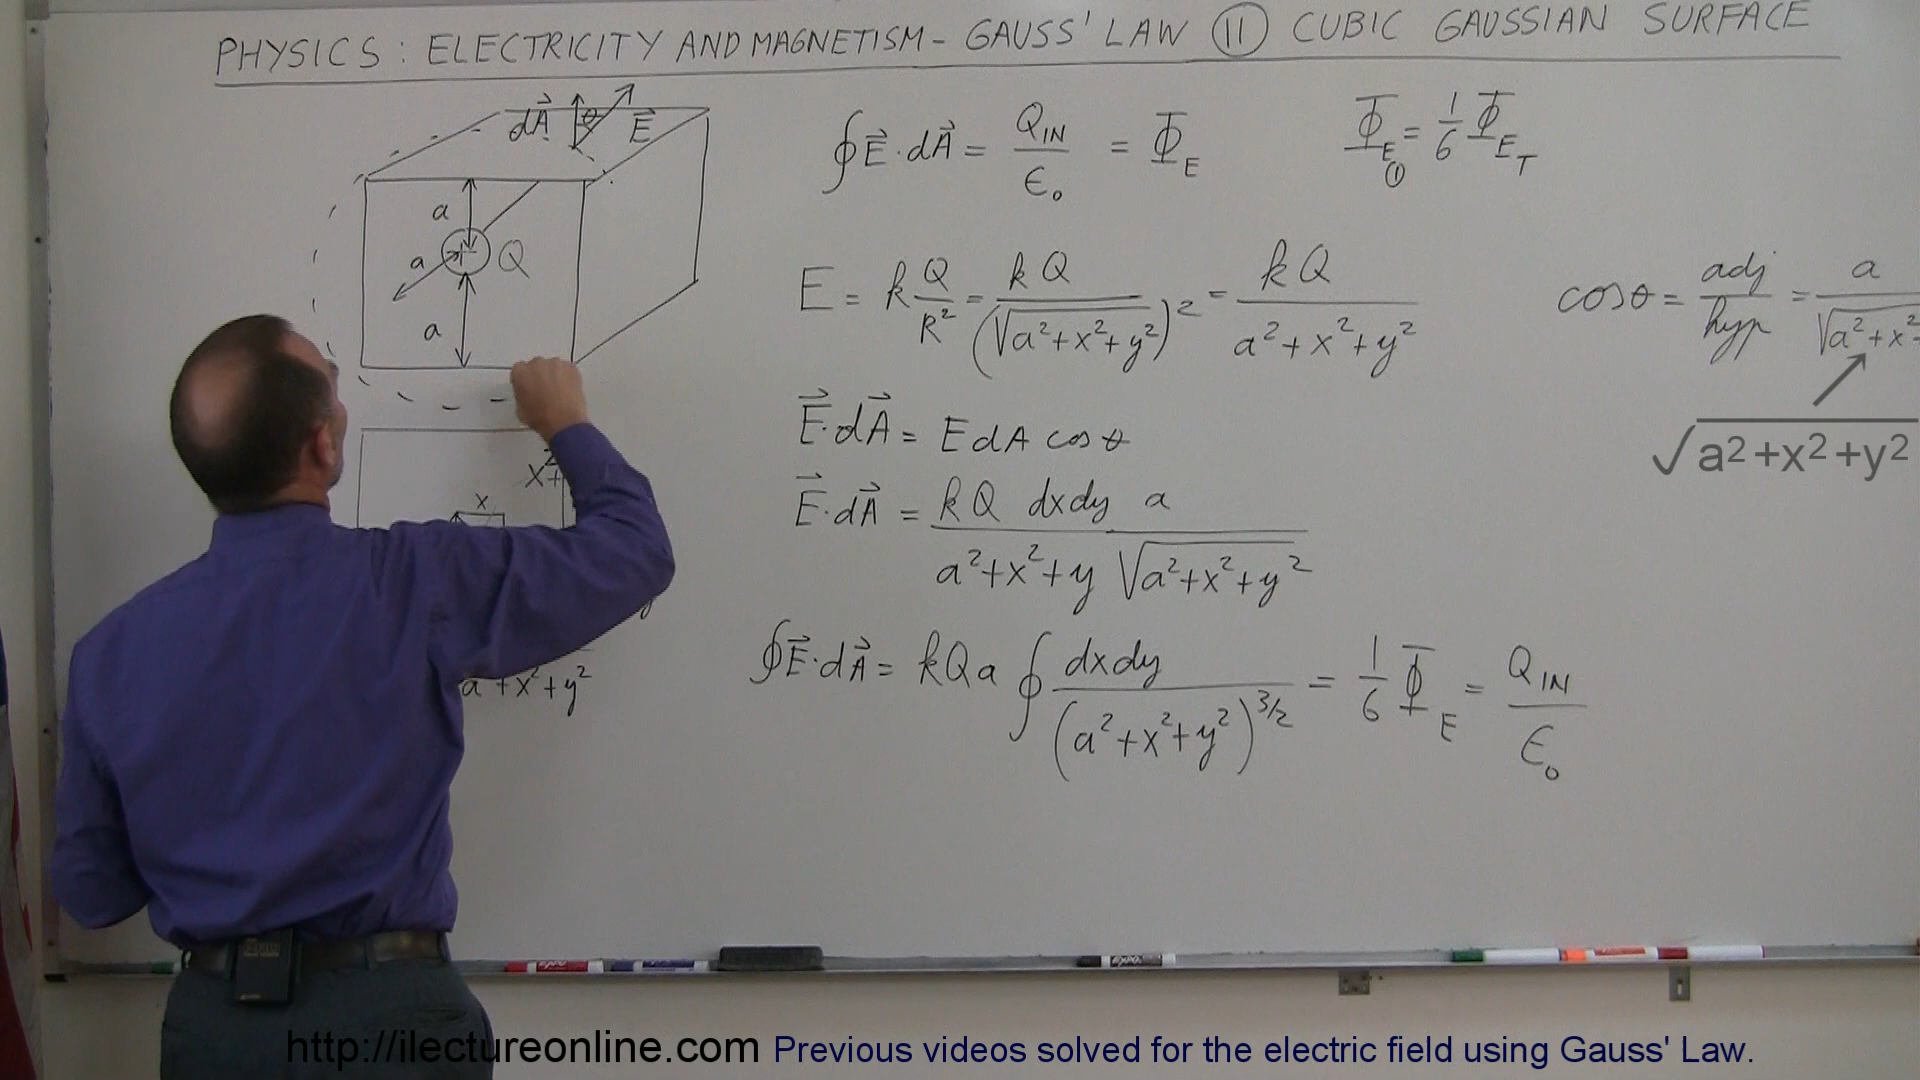 PHYSICS: ELECTRICITY AND MAGNETISM - GAUSS' LAW ⑪ CUBIC GAUSSIAN SURFACE
dA⃗ θ E⃗
a
a
Q
a
x
a²+x²+y²
∮E⃗·dA⃗ = Q_IN/ϵ₀ = Φ_E
Φ_E① = 1/6 Φ_E_T
E = kQ/R² = kQ/(√a²+x²+y²)² = kQ/a²+x²+y²
cosθ = adj/hyp = a/√a²+x²
√a2+x2+y2
E⃗·dA⃗ = E dA cosθ
E⃗·dA⃗ = kQ dxdy a/a²+x²+y √a²+x²+y²
∮E⃗·dA⃗ = kQa ∮ dxdy/(a²+x²+y²)^3/2 = 1/6 Φ_E = Q_IN/ϵ₀
http://ilectureonline.com Previous videos solved for the electric field using Gauss' Law.